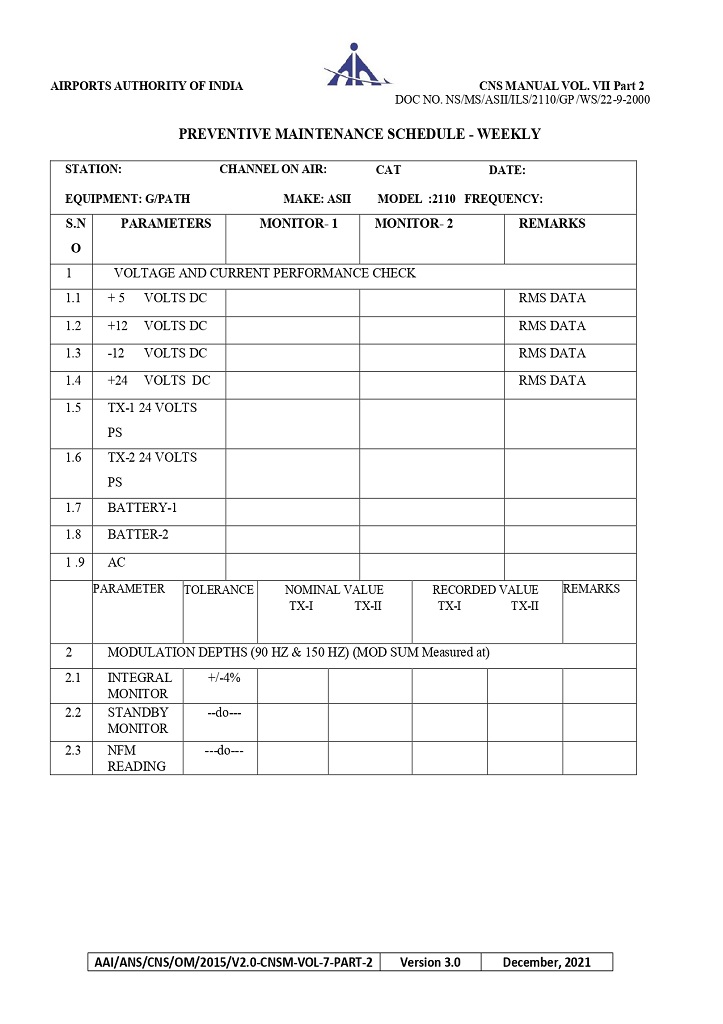 AIRPORTS AUTHORITY OF INDIA
CNS MANUAL VOL. VII Part 2
DOC NO. NS/MS/ASII/ILS/2110/GP/WS/22-9-2000
PREVENTIVE MAINTENANCE SCHEDULE - WEEKLY
STATION: CHANNEL ON AIR: CAT DATE:
EQUIPMENT: G/PATH MAKE: ASII MODEL :2110 FREQUENCY:
S.N PARAMETERS MONITOR- 1 MONITOR- 2 REMARKS
O
1 VOLTAGE AND CURRENT PERFORMANCE CHECK
1.1 + 5 VOLTS DC RMS DATA
1.2 +12 VOLTS DC RMS DATA
1.3 -12 VOLTS DC RMS DATA
1.4 +24 VOLTS DC RMS DATA
1.5 TX-1 24 VOLTS
PS
1.6 TX-2 24 VOLTS
PS
1.7 BATTERY-1
1.8 BATTER-2
1 .9 AC
PARAMETER TOLERANCE NOMINAL VALUE RECORDED VALUE REMARKS
TX-I TX-II TX-I TX-II
2 MODULATION DEPTHS (90 HZ & 150 HZ) (MOD SUM Measured at)
2.1 INTEGRAL +/-4%
MONITOR
2.2 STANDBY --do---
MONITOR
2.3 NFM ---do---
READING
AAI/ANS/CNS/OM/2015/V2.0-CNSM-VOL-7-PART-2 Version 3.0 December, 2021